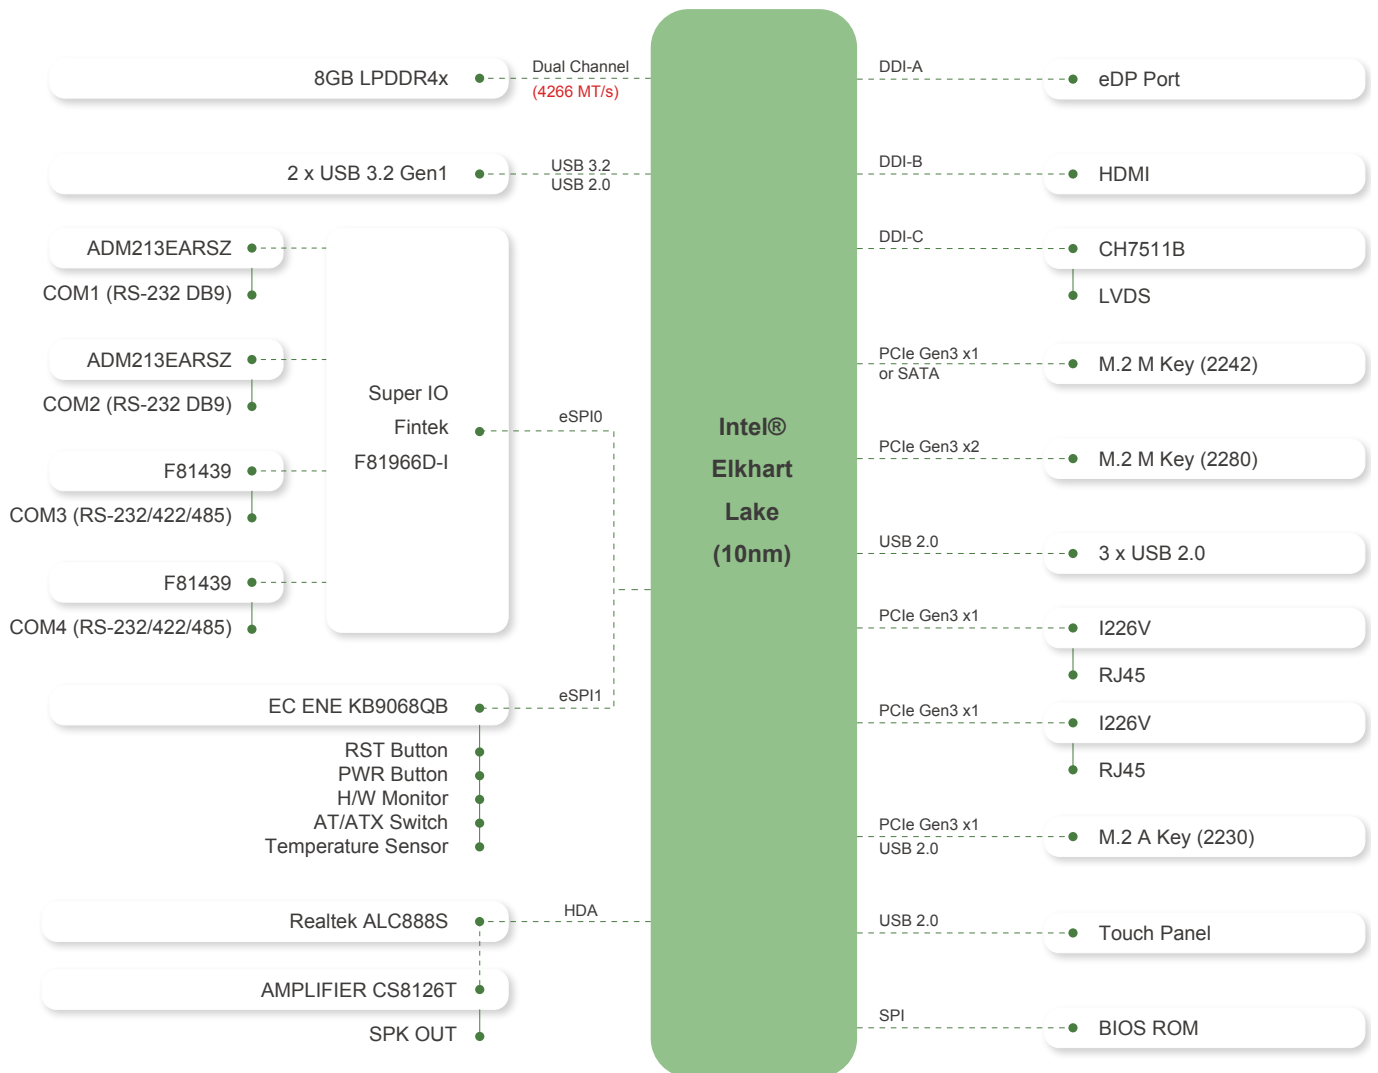 8GB LPDDR4x
Dual Channel
(4266 MT/s)
2 x USB 3.2 Gen1
USB 3.2
USB 2.0
ADM213EARSZ
COM1 (RS-232 DB9)
ADM213EARSZ
COM2 (RS-232 DB9)
F81439
COM3 (RS-232/422/485)
F81439
COM4 (RS-232/422/485)
Super IO
Fintek
F81966D-I
eSPI0
EC ENE KB9068QB
eSPI1
RST Button
PWR Button
H/W Monitor
AT/ATX Switch
Temperature Sensor
Realtek ALC888S
HDA
AMPLIFIER CS8126T
SPK OUT
Intel®
Elkhart
Lake
(10nm)
DDI-A
eDP Port
DDI-B
HDMI
DDI-C
CH7511B
LVDS
PCIe Gen3 x1
or SATA
M.2 M Key (2242)
PCIe Gen3 x2
M.2 M Key (2280)
USB 2.0
3 x USB 2.0
PCIe Gen3 x1
I226V
RJ45
PCIe Gen3 x1
I226V
RJ45
PCIe Gen3 x1
USB 2.0
M.2 A Key (2230)
USB 2.0
Touch Panel
SPI
BIOS ROM